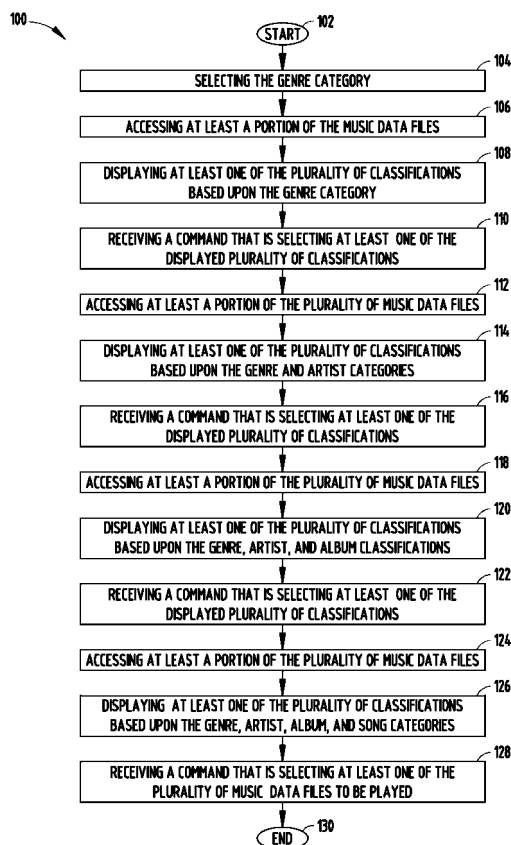 100
START
102
104
SELECTING THE GENRE CATEGORY
106
ACCESSING AT LEAST A PORTION OF THE MUSIC DATA FILES
108
DISPLAYING AT LEAST ONE OF THE PLURALITY OF CLASSIFICATIONS
BASED UPON THE GENRE CATEGORY
110
RECEIVING A COMMAND THAT IS SELECTING AT LEAST ONE OF THE
DISPLAYED PLURALITY OF CLASSIFICATIONS
112
ACCESSING AT LEAST A PORTION OF THE PLURALITY OF MUSIC DATA FILES
114
DISPLAYING AT LEAST ONE OF THE PLURALITY OF CLASSIFICATIONS
BASED UPON THE GENRE AND ARTIST CATEGORIES
116
RECEIVING A COMMAND THAT IS SELECTING AT LEAST ONE OF THE
DISPLAYED PLURALITY OF CLASSIFICATIONS
118
ACCESSING AT LEAST A PORTION OF THE PLURALITY OF MUSIC DATA FILES
120
DISPLAYING AT LEAST ONE OF THE PLURALITY OF CLASSIFICATIONS
BASED UPON THE GENRE, ARTIST, AND ALBUM CLASSIFICATIONS
122
RECEIVING A COMMAND THAT IS SELECTING AT LEAST ONE OF THE
DISPLAYED PLURALITY OF CLASSIFICATIONS
124
ACCESSING AT LEAST A PORTION OF THE PLURALITY OF MUSIC DATA FILES
126
DISPLAYING AT LEAST ONE OF THE PLURALITY OF CLASSIFICATIONS
BASED UPON THE GENRE, ARTIST, ALBUM, AND SONG CATEGORIES
128
RECEIVING A COMMAND THAT IS SELECTING AT LEAST ONE OF THE
PLURALITY OF MUSIC DATA FILES TO BE PLAYED
END
130